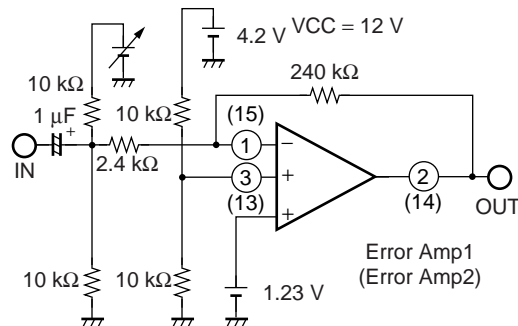 4.2 V VCC = 12 V
10 kΩ
10 kΩ
240 kΩ
1 µF
+
IN
2.4 kΩ
(15)
1
−
3
+
(13)
+
2
(14)
OUT
10 kΩ
10 kΩ
1.23 V
Error Amp1
(Error Amp2)